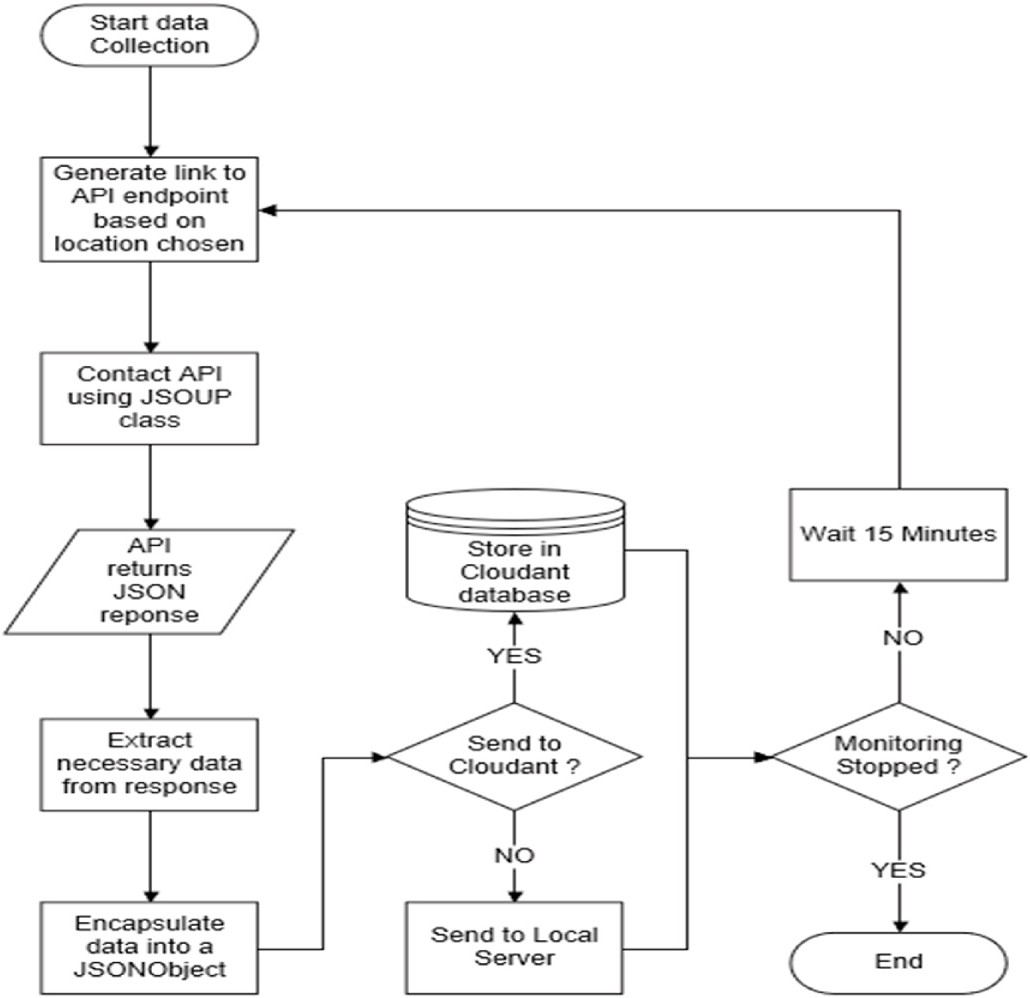 Start data
Collection
Generate link to
API endpoint
based on
location chosen
Contact API
using JSOUP
class
API
returns
JSON
reponse
Extract
necessary data
from response
Encapsulate
data into a
JSONObject
Send to
Cloudant ?
YES
Store in
Cloudant
database
NO
Send to Local
Server
Monitoring
Stopped ?
NO
Wait 15 Minutes
YES
End